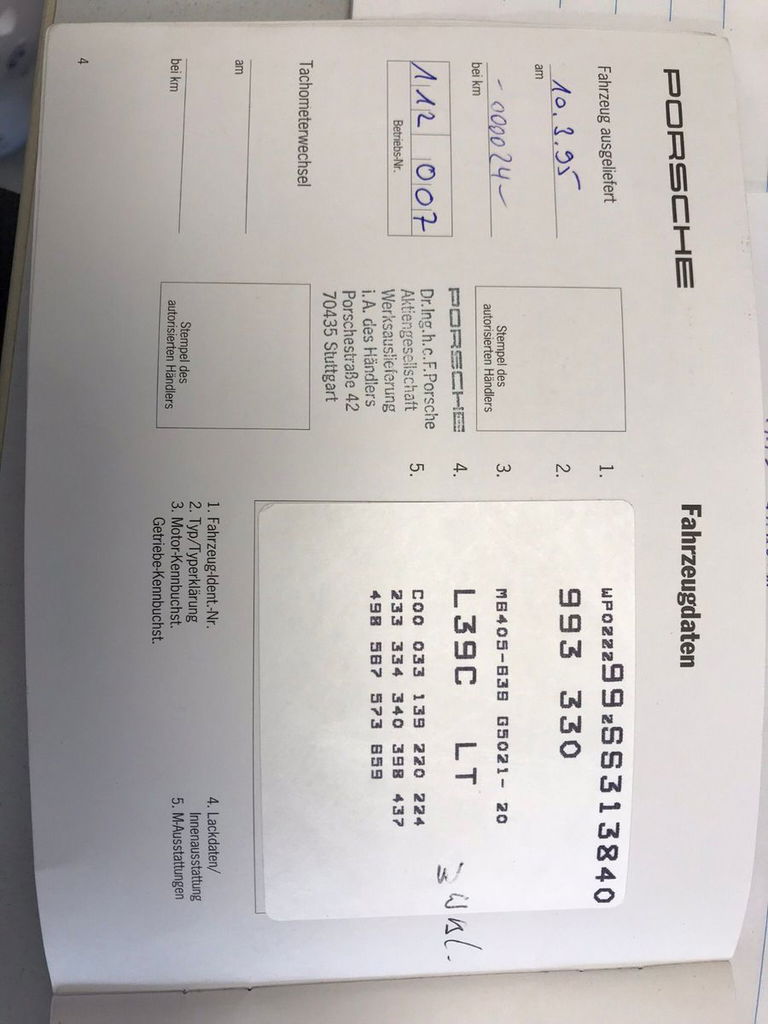 PORSCHE
Fahrzeug ausgeliefert
am 10.3.95
bei km - 000024 -
112 007
Betriebs-Nr.
Tachometerwechsel
am
bei km
4
Stempel des
autorisierten Händlers
PORSCHE
Dr.Ing.h.c.F.Porsche
Aktiengesellschaft
Werksauslieferung
i.A. des Händlers
Porschestraße 42
70435 Stuttgart
Stempel des
autorisierten Händlers
Fahrzeugdaten
1. WP0ZZZ99ZSS313840
2. 993 330
3. M6405-639 G5021- 20
4. L39C LT
5. C00 033 139 220 224
233 334 340 398 437
498 567 573 659
1. Fahrzeug-Ident.-Nr.
2. Typ/Typerklärung
3. Motor-Kennbuchst.
Getriebe-Kennbuchst.
4. Lackdaten/
Innenausstattung
5. M-Ausstattungen